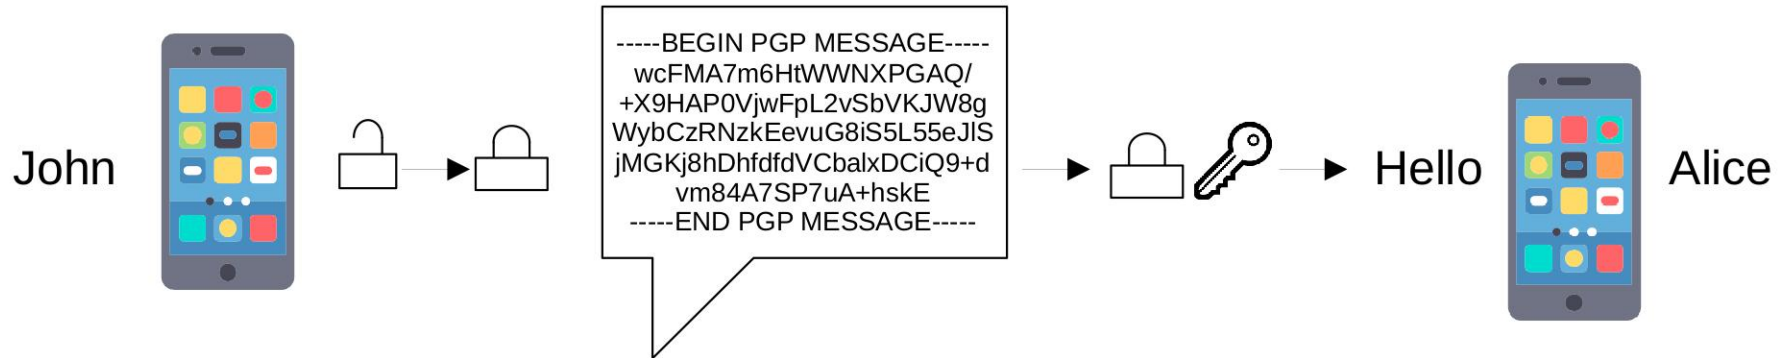 John
-----BEGIN PGP MESSAGE-----
wcFMA7m6HtWWNXPGAQ/
+X9HAP0VjwFpL2vSbVKJW8g
WybCzRNzkEevuG8iS5L55eJlS
jMGKj8hDhfdfdVCbalxDCiQ9+d
vm84A7SP7uA+hskE
-----END PGP MESSAGE-----
Hello
Alice